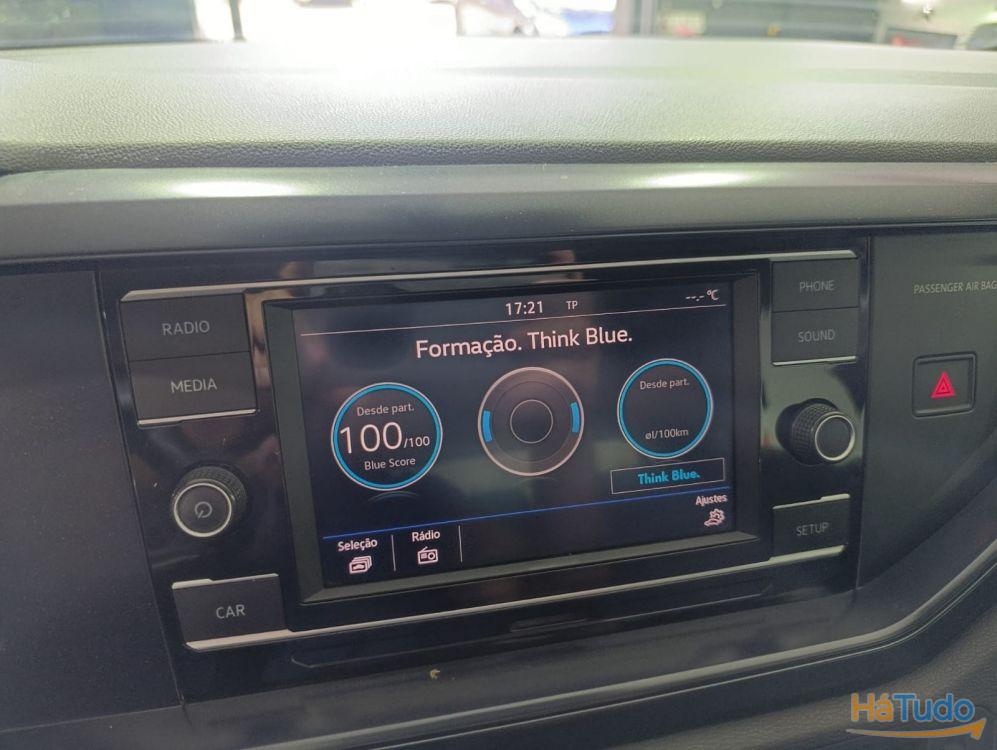 17:21 TP --.- °C
Formação. Think Blue.
Desde part.
100/100
Blue Score
Desde part.
øl/100km
Think Blue.
Seleção
Rádio
Ajustes
RADIO
MEDIA
CAR
PHONE
SOUND
SETUP
PASSENGER AIR BAG
HáTudo